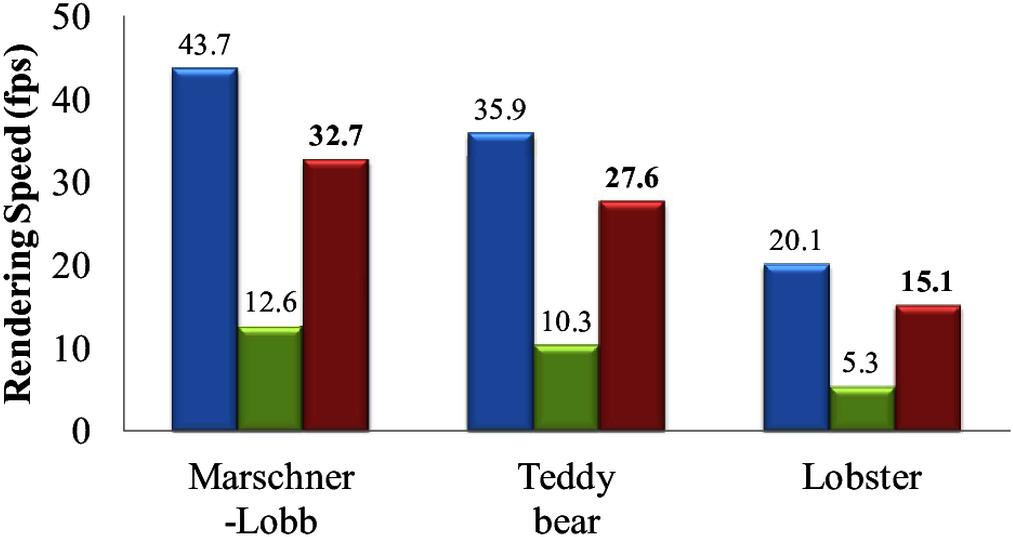 Rendering Speed (fps)
50
40
30
20
10
0
43.7
12.6
32.7
35.9
10.3
27.6
20.1
5.3
15.1
Marschner
-Lobb
Teddy
bear
Lobster